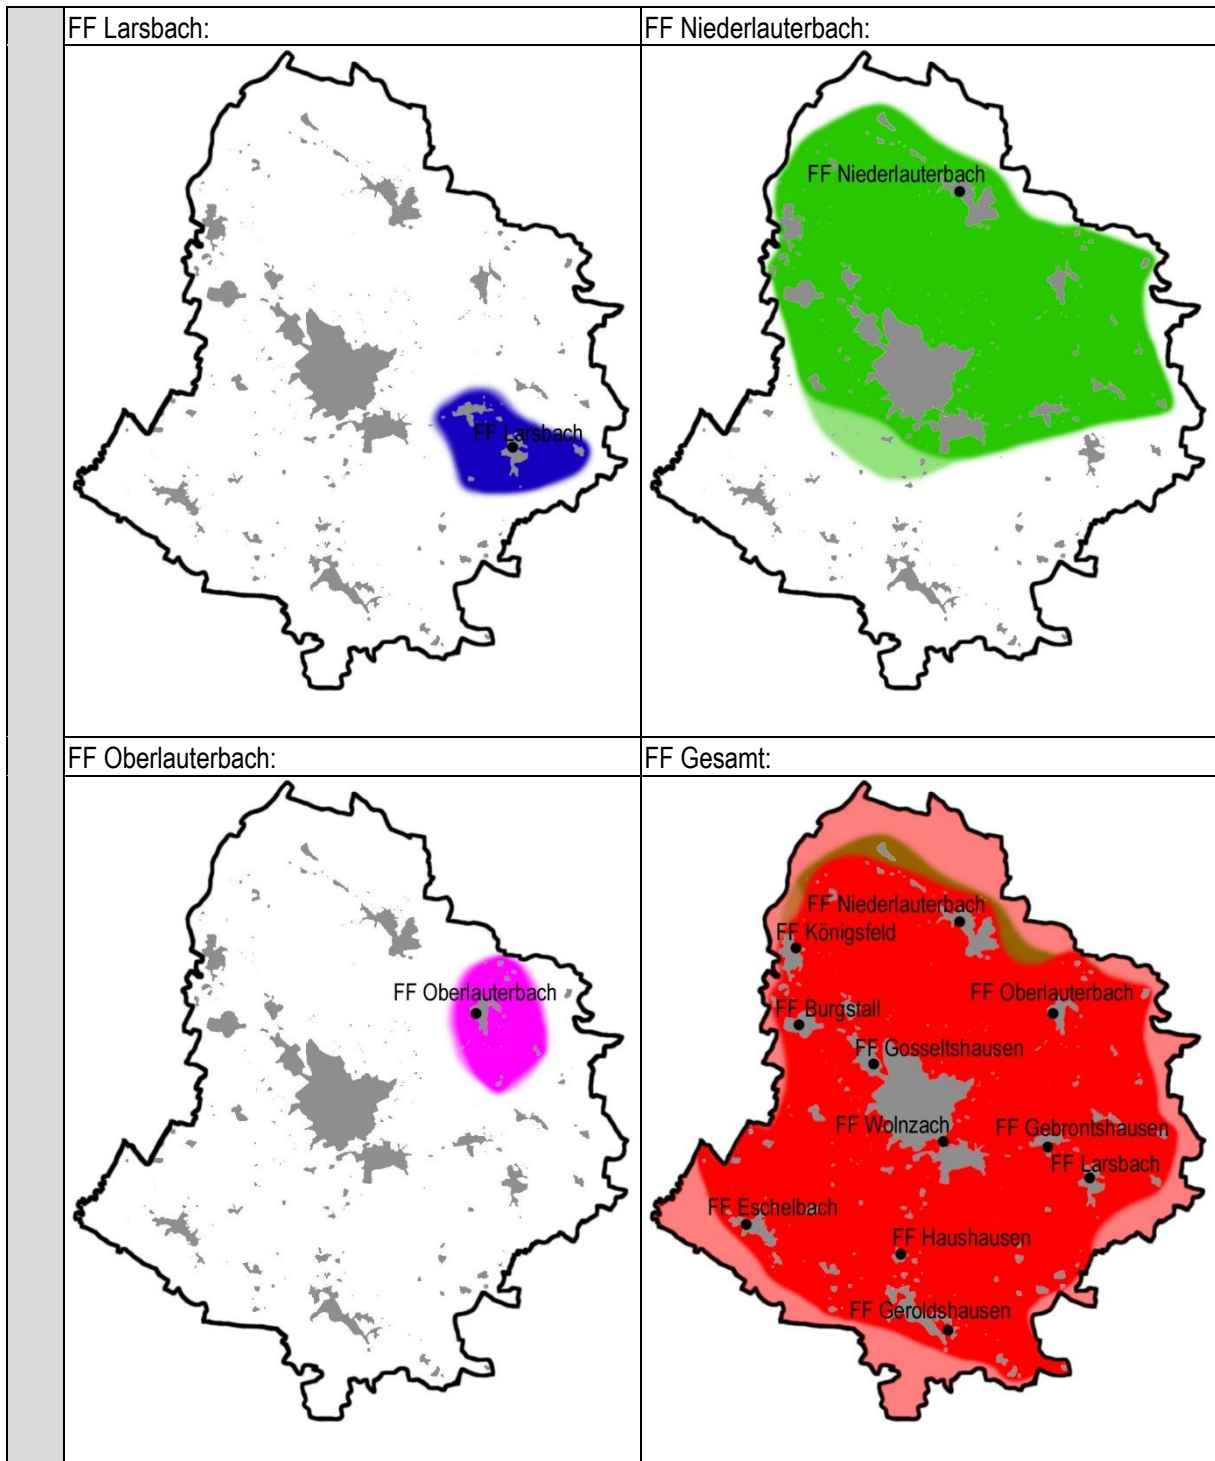 FF Larsbach:
FF Niederlauterbach:
FF Larsbach
FF Niederlauterbach
FF Oberlauterbach:
FF Gesamt:
FF Oberlauterbach
FF Niederlauterbach
FF Königsfeld
FF Oberlauterbach
FF Burgstall
FF Gosseltshausen
FF Wolnzach
FF Gebrontshausen
FF Larsbach
FF Eschelbach
FF Haushausen
FF Geroldshausen